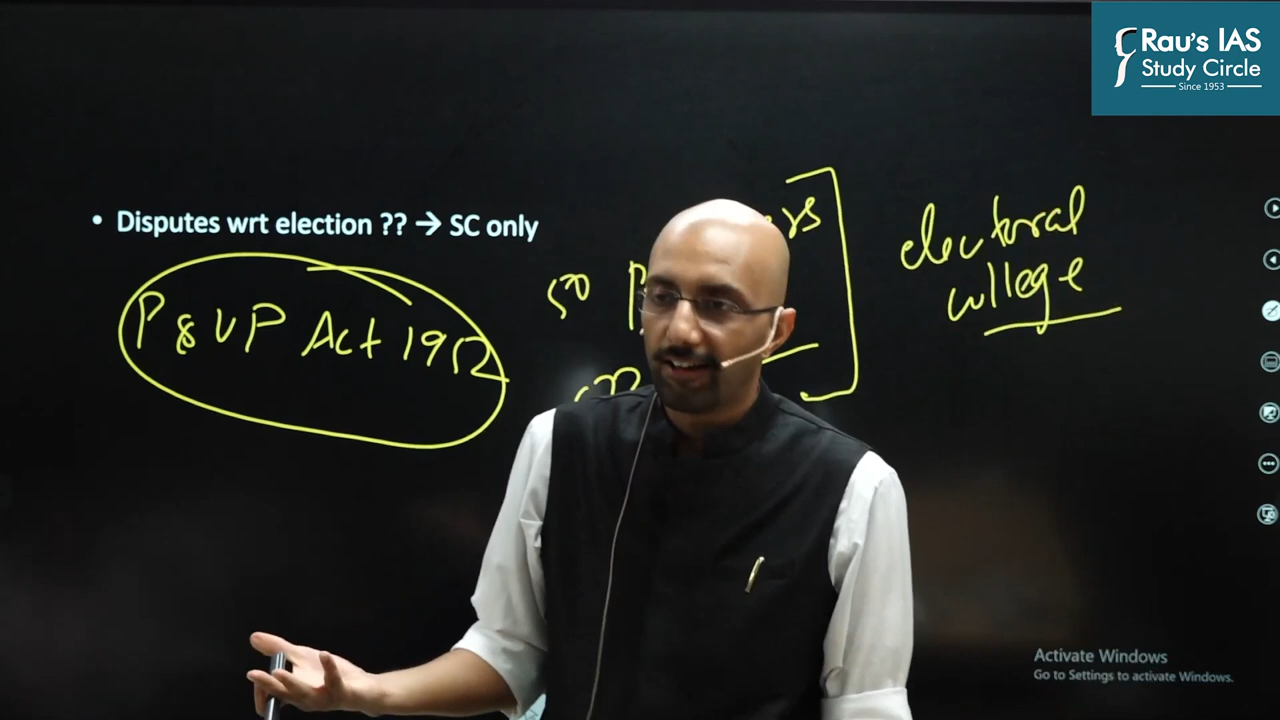 Rau's IAS
Study Circle
Since 1953
• Disputes wrt election ?? → SC only
P & VP Act 1952
50
electoral
college
Activate Windows
Go to Settings to activate Windows.